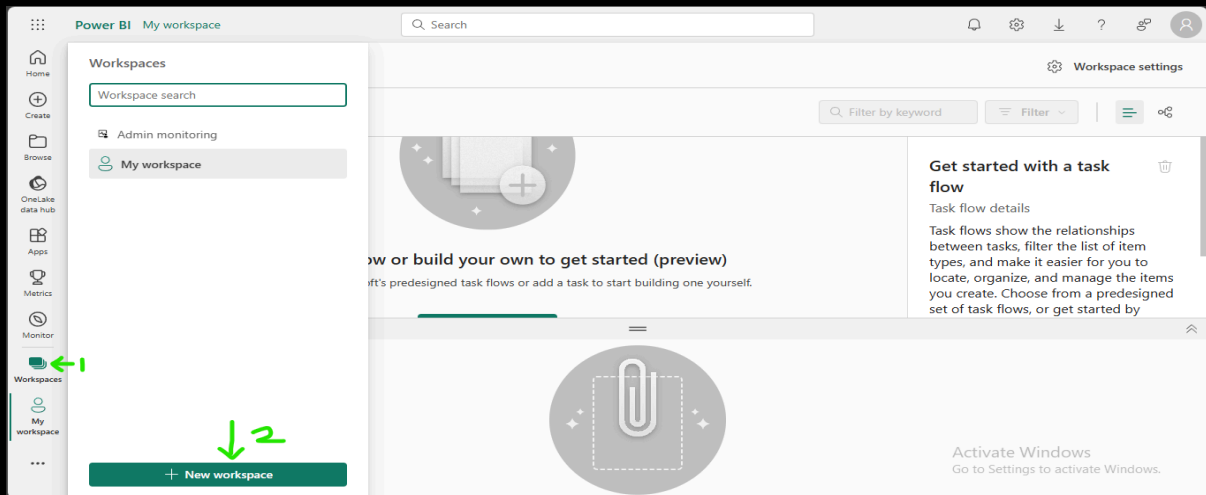 Power BI My workspace
Search
Home
Create
Browse
OneLake
data hub
Apps
Metrics
Monitor
Workspaces
My
workspace
Workspaces
Workspace search
Admin monitoring
My workspace
+ New workspace
1
2
Workspace settings
Filter by keyword
Filter
ow or build your own to get started (preview)
oft's predesigned task flows or add a task to start building one yourself.
Get started with a task
flow
Task flow details
Task flows show the relationships
between tasks, filter the list of item
types, and make it easier for you to
locate, organize, and manage the items
you create. Choose from a predesigned
set of task flows, or get started by
Activate Windows
Go to Settings to activate Windows.